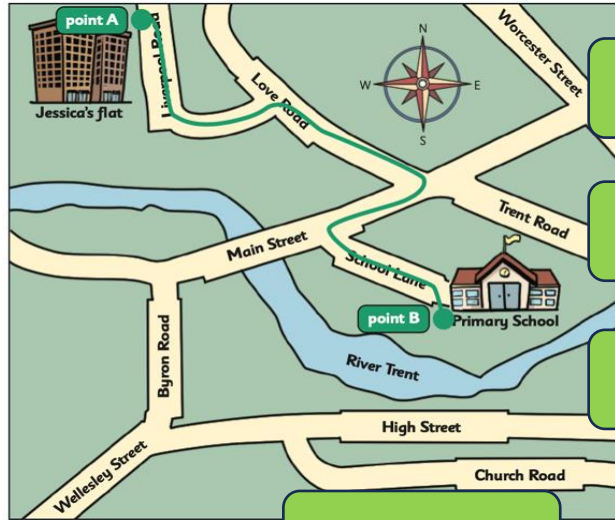 point A
Liverpool Road
Jessica's flat
Love Road
Worcester Street
N
W
E
S
Trent Road
Main Street
School Lane
point B
Primary School
River Trent
Byron Road
High Street
Wellesley Street
Church Road